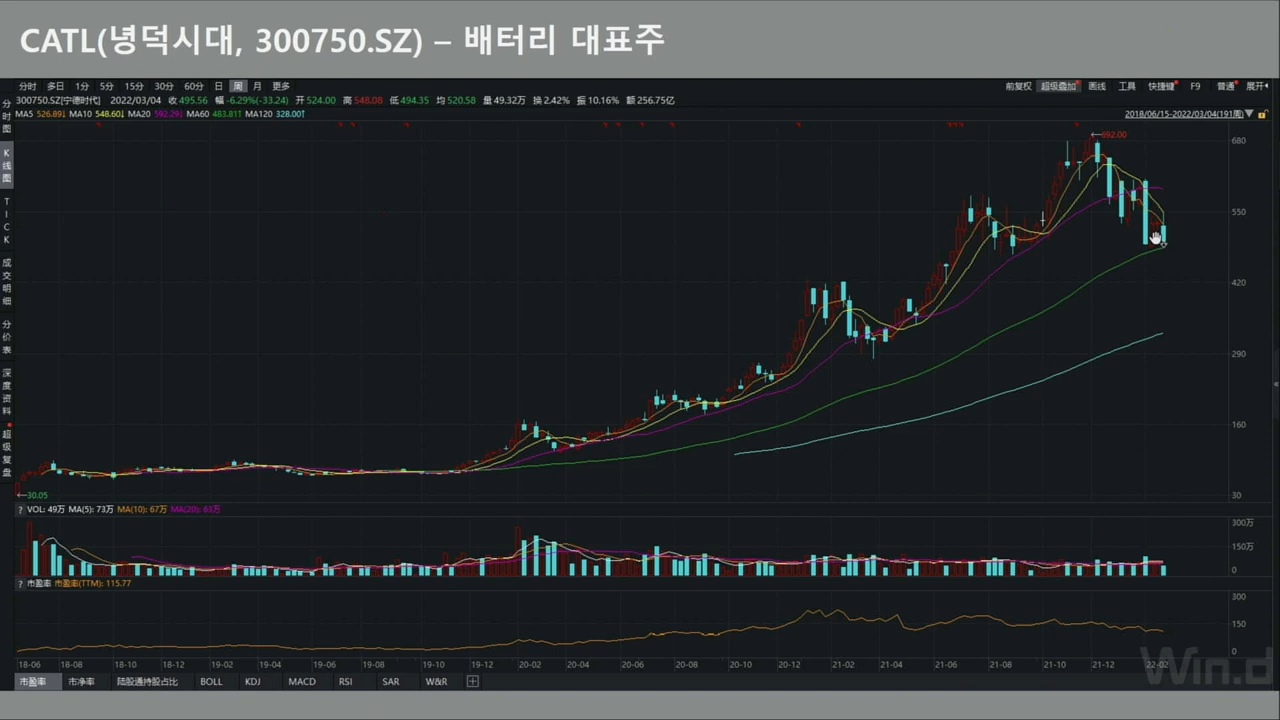 CATL(녕덕시대, 300750.SZ) – 배터리 대표주
分时 多日 1分 5分 15分 30分 60分 日 周 月 更多 前复权 超级叠加 画线 工具 快捷键 F9 普通 展开
300750.SZ[宁德时代] 2022/03/04 收 495.56 幅 -6.29%(-33.24) 开 524.00 高 548.08 低 494.35 均 520.58 量 49.32万 换 2.42% 振 10.16% 额 256.75亿
MA5 526.89↓ MA10 548.60↓ MA20 592.29↓ MA60 483.81↑ MA120 328.00↑ 2018/06/15-2022/03/04(191周)
分时图
K线图
TICK
成交明细
分价表
深度资料
超级复盘
←692.00
680
550
420
290
160
30
←30.05
? VOL: 49万 MA(5): 73万 MA(10): 67万 MA(20): 63万
300万
150万
0
? 市盈率 市盈率(TTM): 115.77
300
150
0
18-06 18-08 18-10 18-12 19-02 19-04 19-06 19-08 19-10 19-12 20-02 20-04 20-06 20-08 20-10 20-12 21-02 21-04 21-06 21-08 21-10 21-12 22-02
市盈率 市净率 陆股通持股占比 BOLL KDJ MACD RSI SAR W&R
Win.d